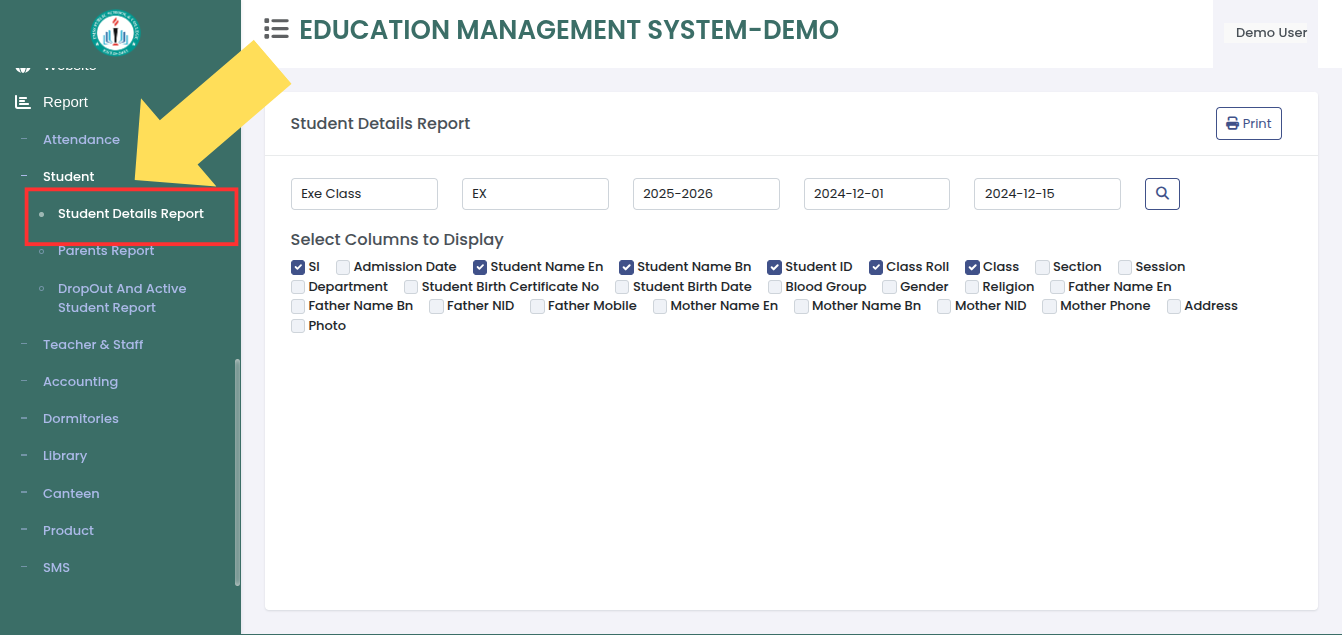 EDUCATION MANAGEMENT SYSTEM-DEMO
Demo User
Website
Report
Attendance
Student
Student Details Report
Parents Report
DropOut And Active
Student Report
Teacher & Staff
Accounting
Dormitories
Library
Canteen
Product
SMS
Student Details Report
Print
Exe Class EX 2025-2026 2024-12-01 2024-12-15
Select Columns to Display
SI Admission Date Student Name En Student Name Bn Student ID Class Roll Class Section Session
Department Student Birth Certificate No Student Birth Date Blood Group Gender Religion Father Name En
Father Name Bn Father NID Father Mobile Mother Name En Mother Name Bn Mother NID Mother Phone Address
Photo